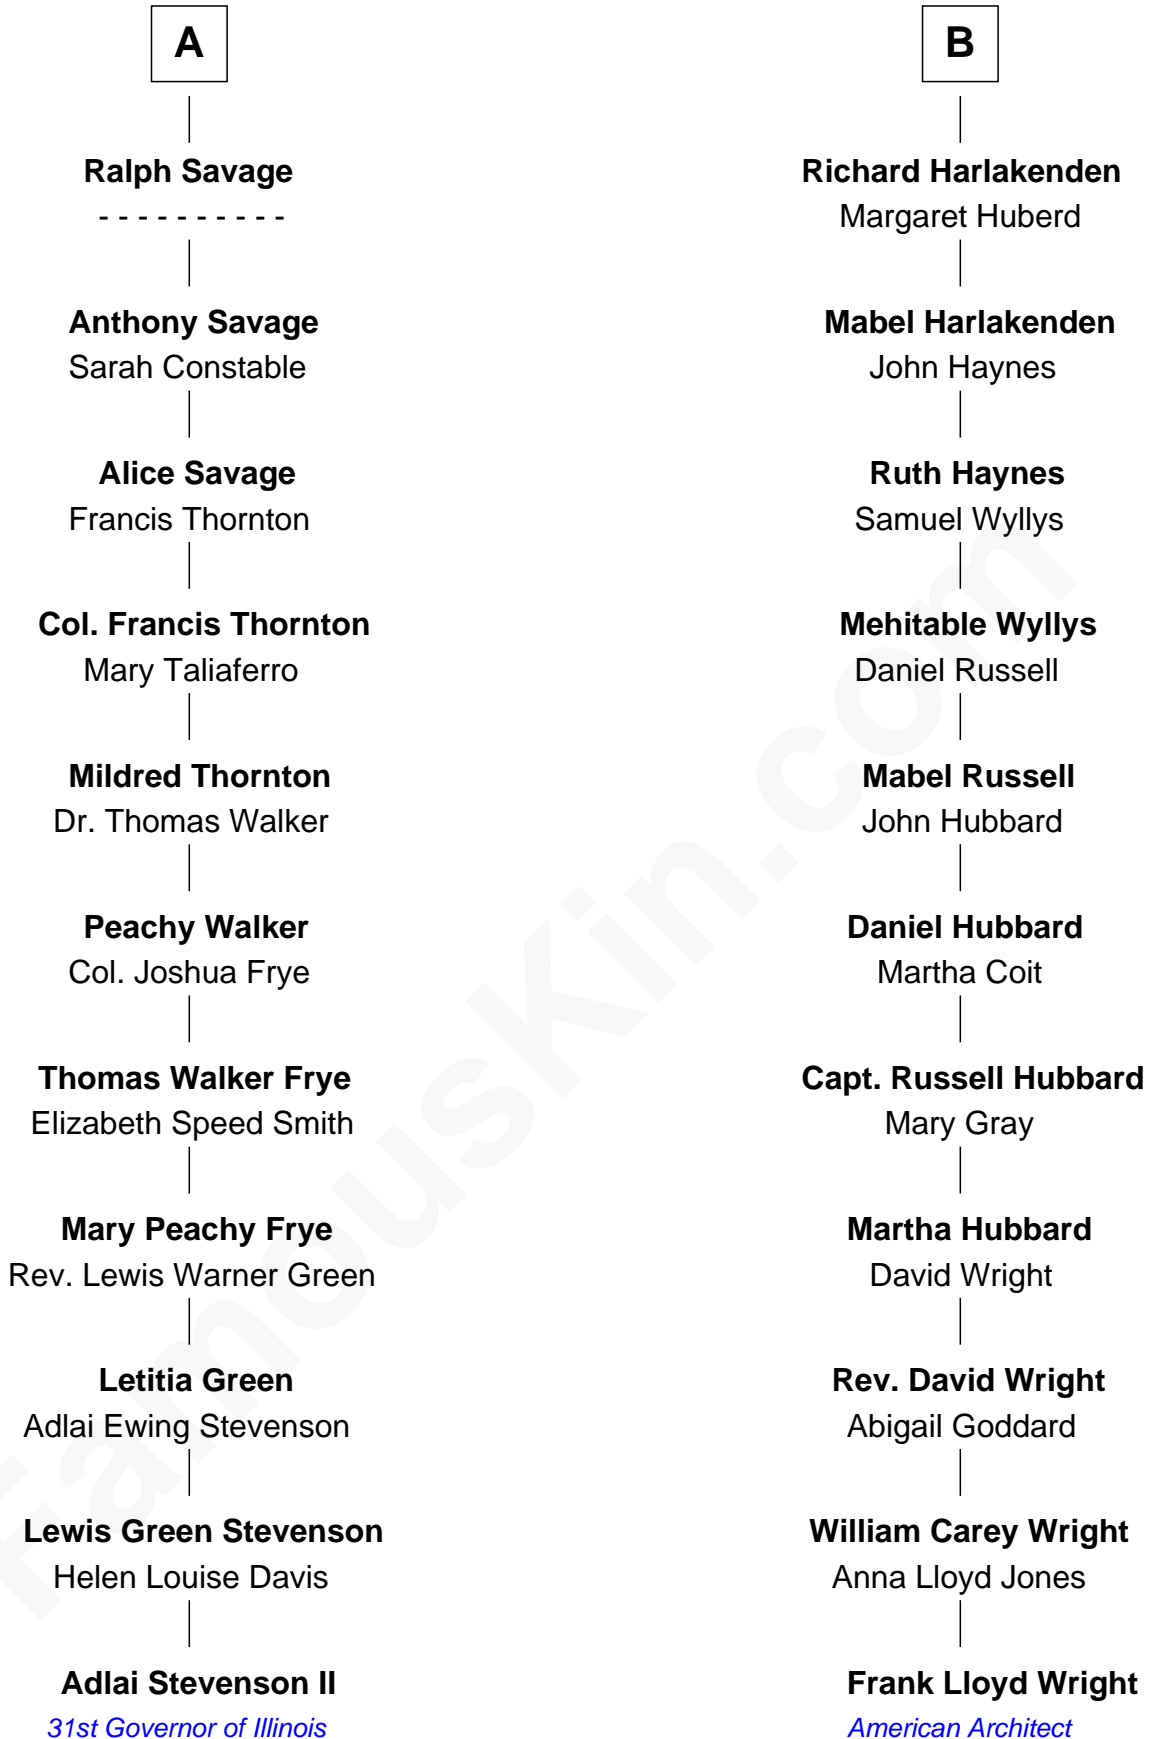 A
Ralph Savage
- - - - - - - - - -
Anthony Savage
Sarah Constable
Alice Savage
Francis Thornton
Col. Francis Thornton
Mary Taliaferro
Mildred Thornton
Dr. Thomas Walker
Peachy Walker
Col. Joshua Frye
Thomas Walker Frye
Elizabeth Speed Smith
Mary Peachy Frye
Rev. Lewis Warner Green
Letitia Green
Adlai Ewing Stevenson
Lewis Green Stevenson
Helen Louise Davis
Adlai Stevenson II
31st Governor of Illinois
B
Richard Harlakenden
Margaret Huberd
Mabel Harlakenden
John Haynes
Ruth Haynes
Samuel Wyllys
Mehitable Wyllys
Daniel Russell
Mabel Russell
John Hubbard
Daniel Hubbard
Martha Coit
Capt. Russell Hubbard
Mary Gray
Martha Hubbard
David Wright
Rev. David Wright
Abigail Goddard
William Carey Wright
Anna Lloyd Jones
Frank Lloyd Wright
American Architect
FamousKin.com